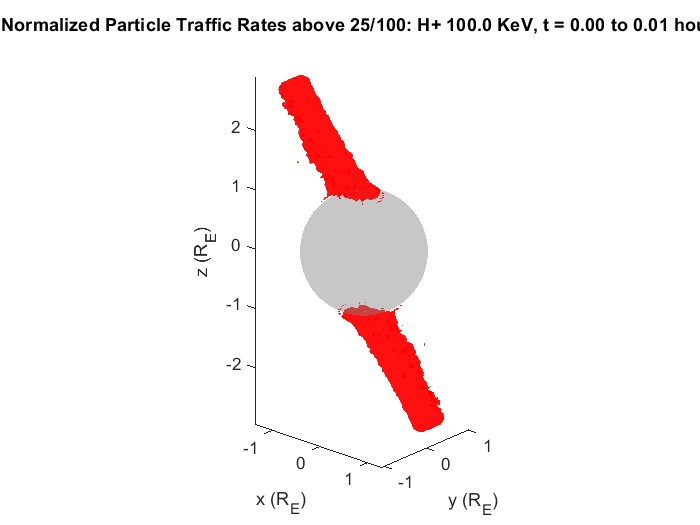 Normalized Particle Traffic Rates above 25/100: H+ 100.0 KeV, t = 0.00 to 0.01 hou
2
1
0
-1
-2
z (R_E)
-1
0
1
x (R_E)
-1
0
1
y (R_E)